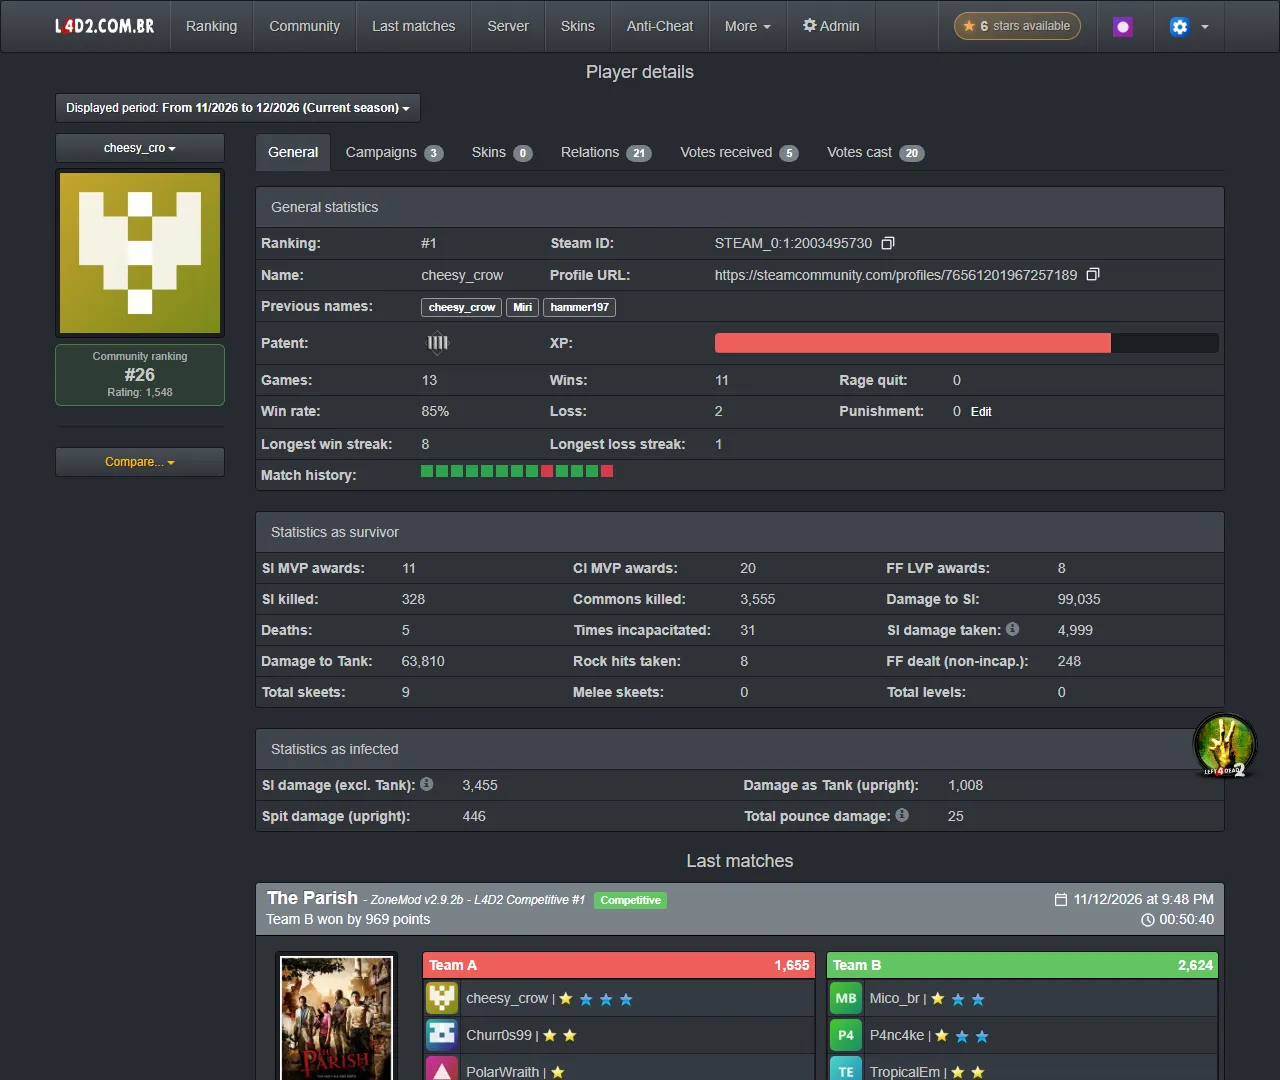 L4D2.COM.BR Ranking Community Last matches Server Skins Anti-Cheat More Admin 6 stars available
Player details
Displayed period: From 11/2026 to 12/2026 (Current season)
cheesy_cro
General Campaigns 3 Skins 0 Relations 21 Votes received 5 Votes cast 20
Community ranking
#26
Rating: 1,548
Compare...
General statistics
Ranking: #1 Steam ID: STEAM_0:1:2003495730
Name: cheesy_crow Profile URL: https://steamcommunity.com/profiles/76561201967257189
Previous names: cheesy_crow Miri hammer197
Patent: XP:
Games: 13 Wins: 11 Rage quit: 0
Win rate: 85% Loss: 2 Punishment: 0 Edit
Longest win streak: 8 Longest loss streak: 1
Match history:
Statistics as survivor
SI MVP awards: 11 CI MVP awards: 20 FF LVP awards: 8
SI killed: 328 Commons killed: 3,555 Damage to SI: 99,035
Deaths: 5 Times incapacitated: 31 SI damage taken: 4,999
Damage to Tank: 63,810 Rock hits taken: 8 FF dealt (non-incap.): 248
Total skeets: 9 Melee skeets: 0 Total levels: 0
Statistics as infected
LEFT 4 DEAD 2
SI damage (excl. Tank): 3,455 Damage as Tank (upright): 1,008
Spit damage (upright): 446 Total pounce damage: 25
Last matches
The Parish - ZoneMod v2.9.2b - L4D2 Competitive #1 Competitive 11/12/2026 at 9:48 PM
Team B won by 969 points 00:50:40
THE PARISH
Team A 1,655
cheesy_crow |
Churr0s99 |
PolarWraith |
Team B 2,624
MB Mico_br |
P4 P4nc4ke |
TE TropicalEm |